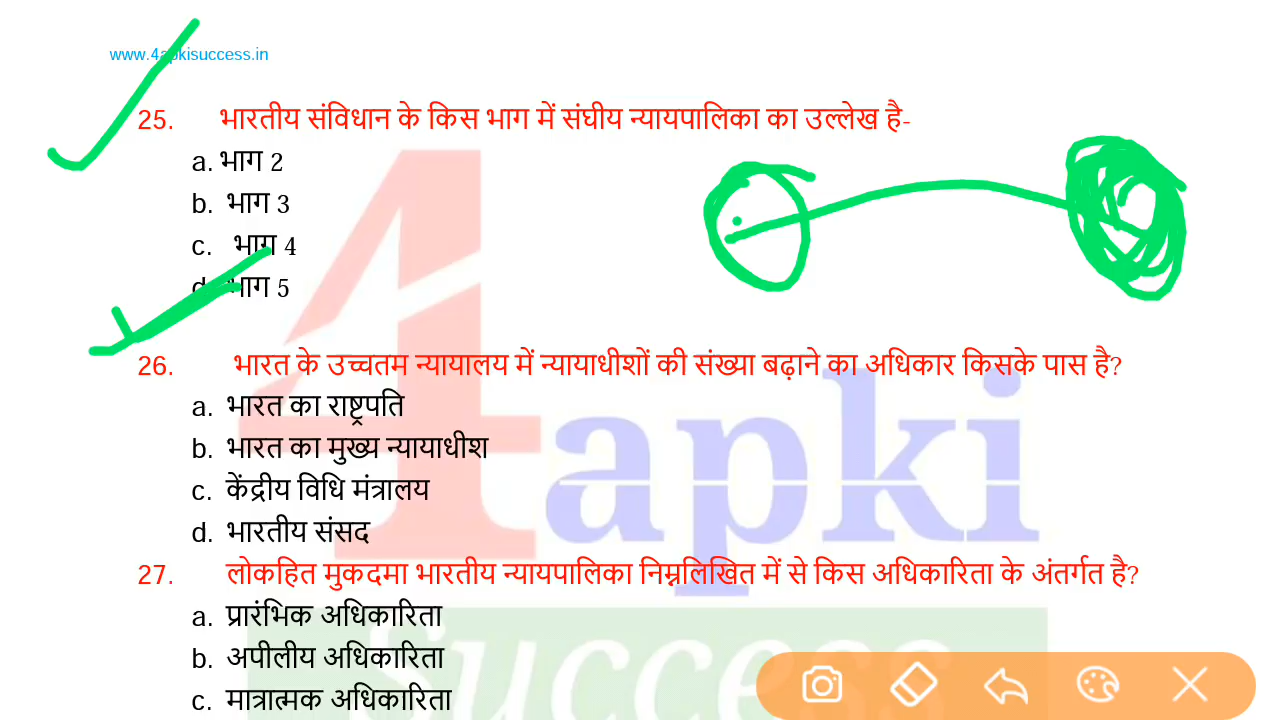 www.4apkisuccess.in
25. भारतीय संविधान के किस भाग में संघीय न्यायपालिका का उल्लेख है-
a. भाग 2
b. भाग 3
c. भाग 4
d. भाग 5
26. भारत के उच्चतम न्यायालय में न्यायाधीशों की संख्या बढ़ाने का अधिकार किसके पास है?
a. भारत का राष्ट्रपति
b. भारत का मुख्य न्यायाधीश
c. केंद्रीय विधि मंत्रालय
d. भारतीय संसद
27. लोकहित मुकदमा भारतीय न्यायपालिका निम्नलिखित में से किस अधिकारिता के अंतर्गत है?
a. प्रारंभिक अधिकारिता
b. अपीलीय अधिकारिता
c. मात्रात्मक अधिकारिता
4apki
Success